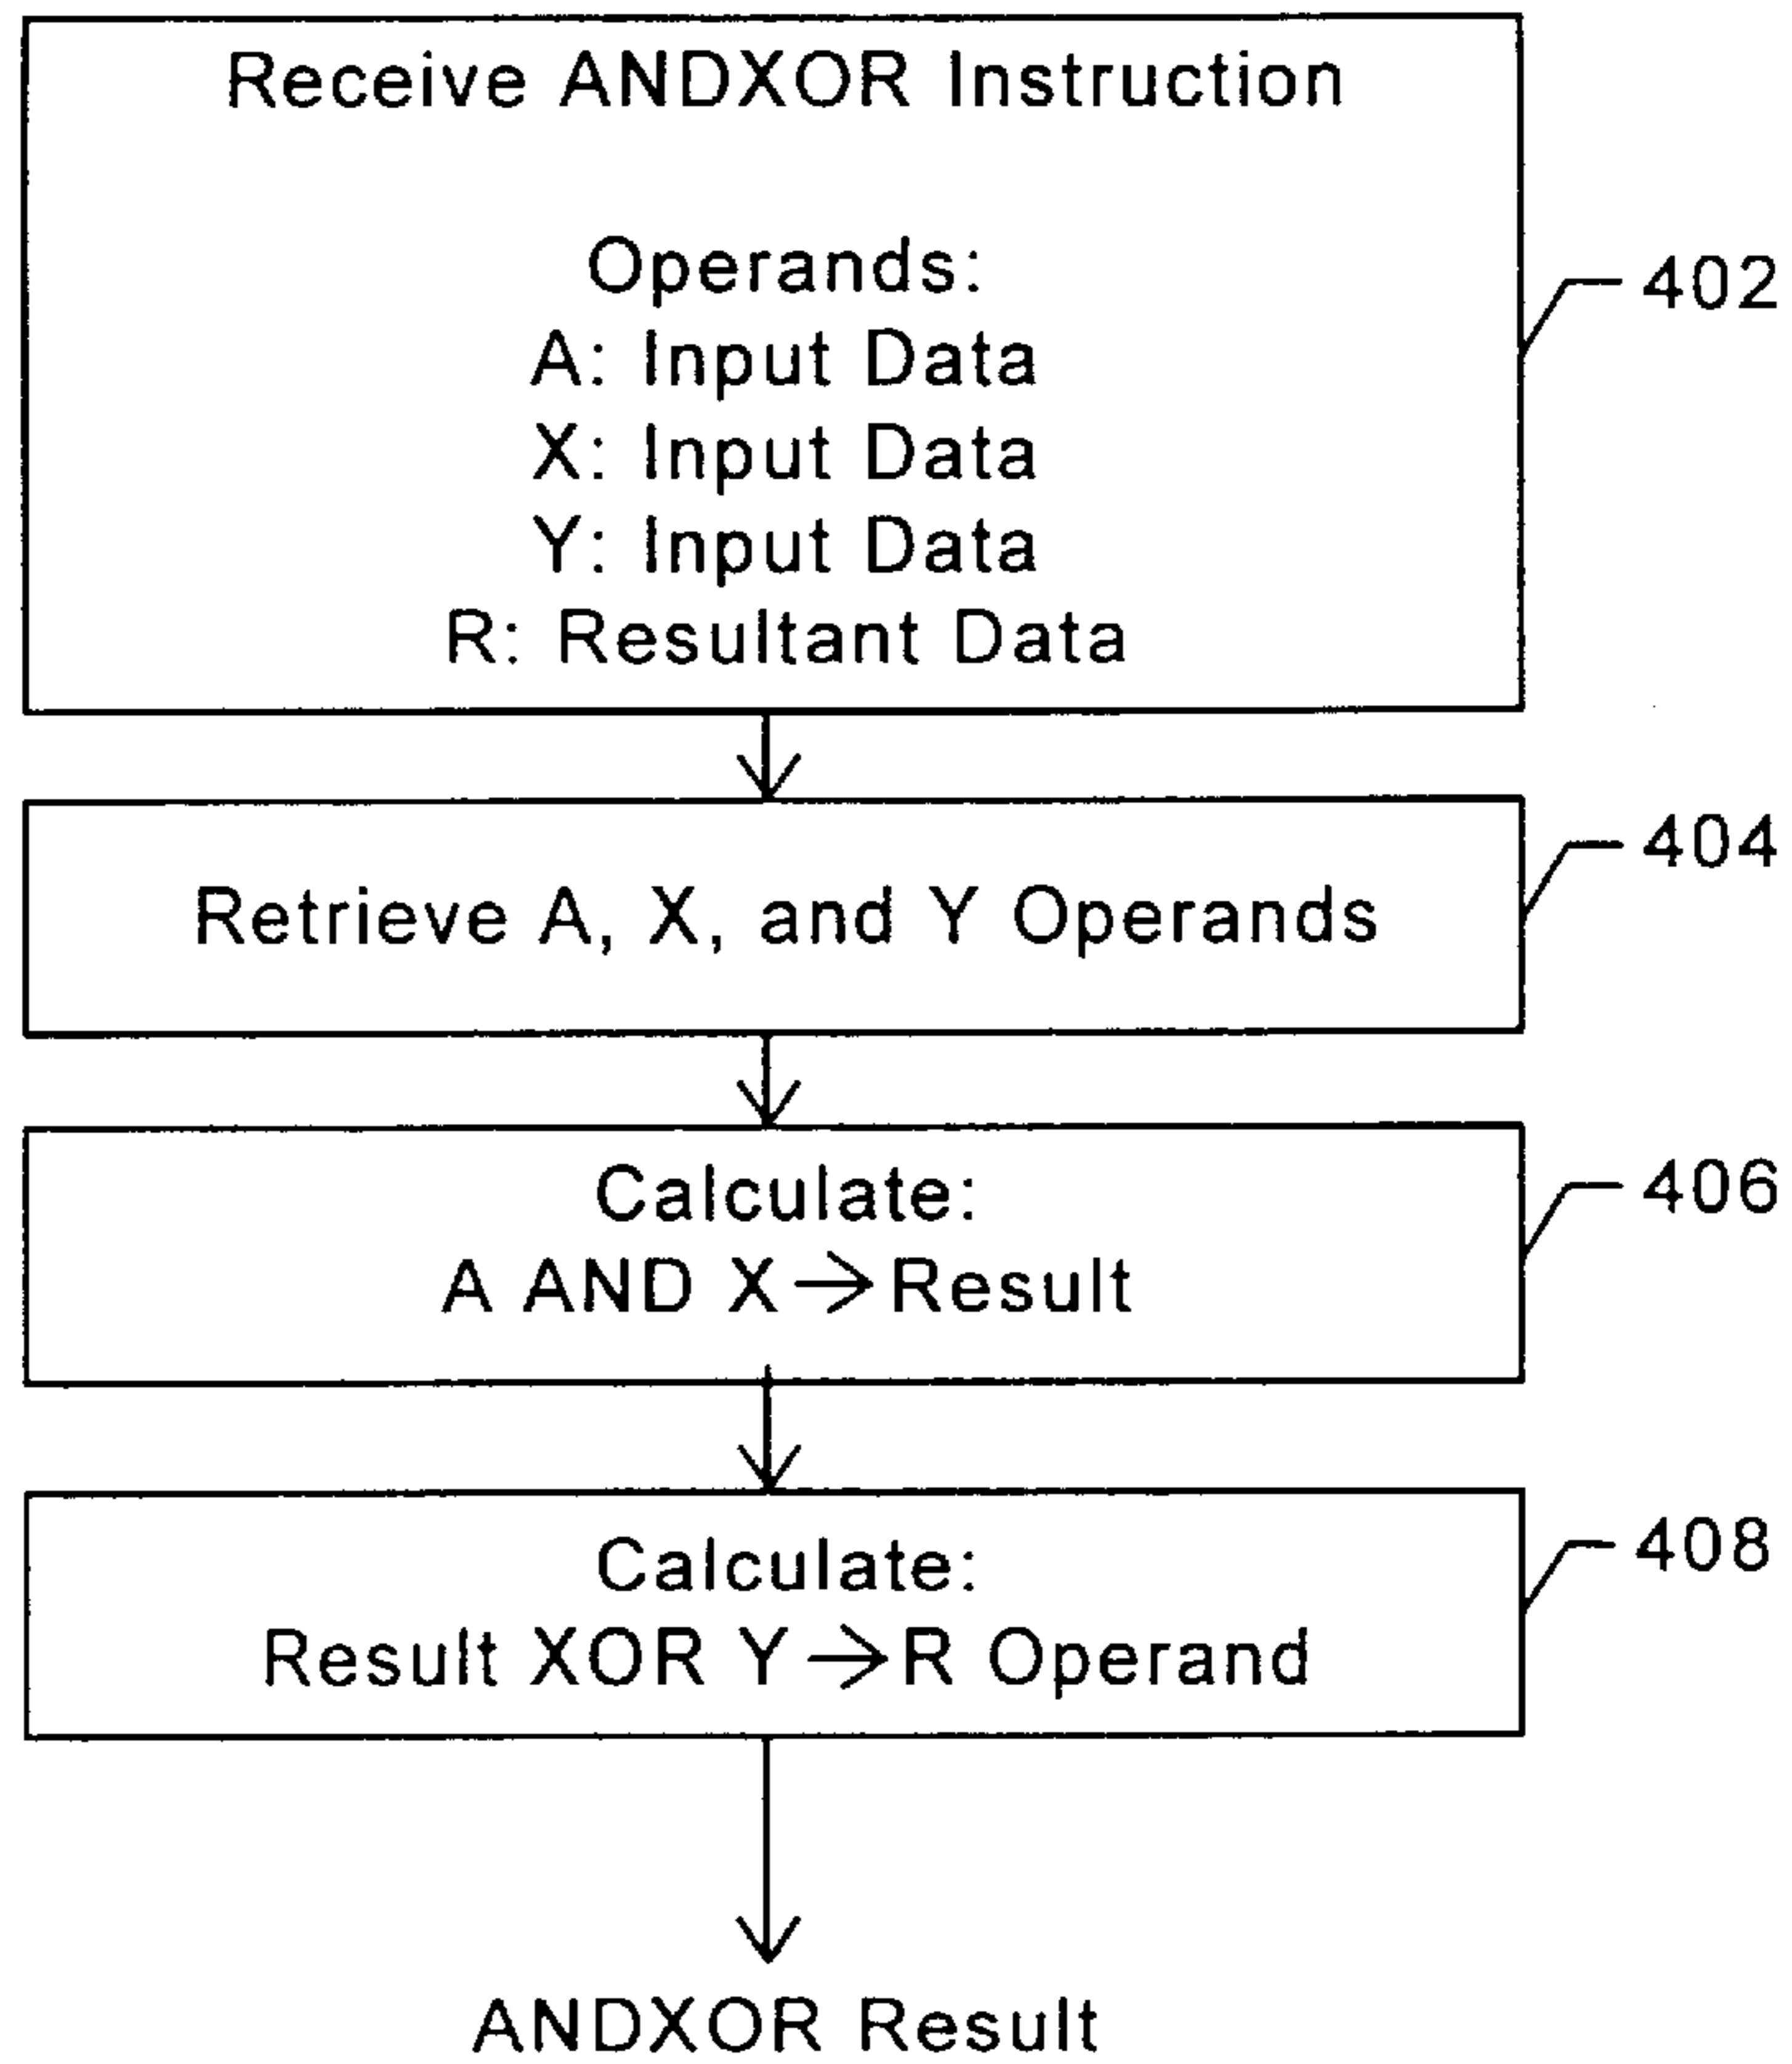 Receive ANDXOR Instruction
Operands:
A: Input Data
X: Input Data
Y: Input Data
R: Resultant Data
402
Retrieve A, X, and Y Operands
404
Calculate:
A AND X→Result
406
Calculate:
Result XOR Y→R Operand
408
ANDXOR Result